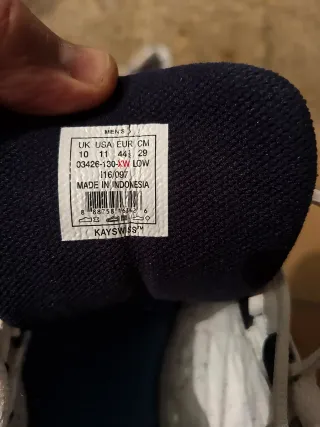 MEN'S
UK USA EUR CM
10 11 44½ 29
03426-130-XW LOW
I16/097
MADE IN INDONESIA
KAYSWISS™